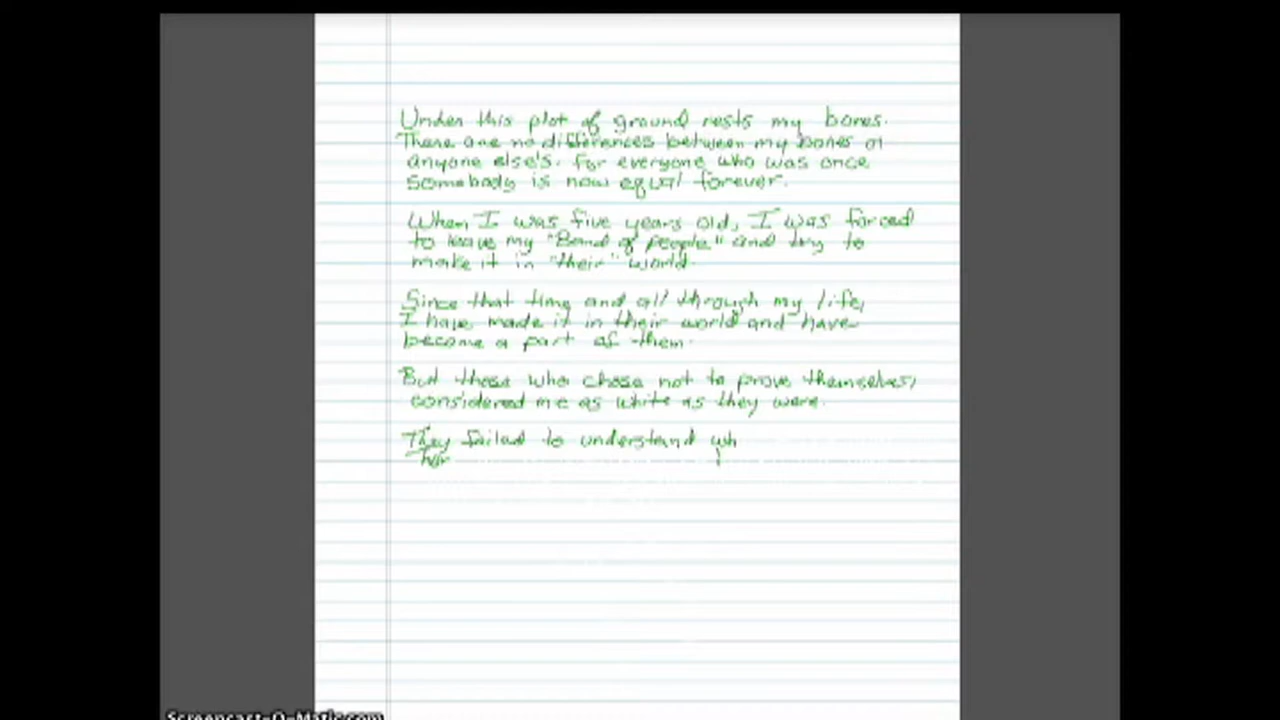 Under this plot of ground rests my bones.
There are no differences between my bones or
anyone else's. For everyone who was once
somebody is now equal forever.
When I was five years old, I was forced
to leave my "Band of people" and try to
make it in "their" world.
Since that time and all through my life,
I have made it in their world and have
become a part of them.
But those who chose not to prove themselves,
considered me as white as they were.
They failed to understand wh
Screencast-O-Matic.com